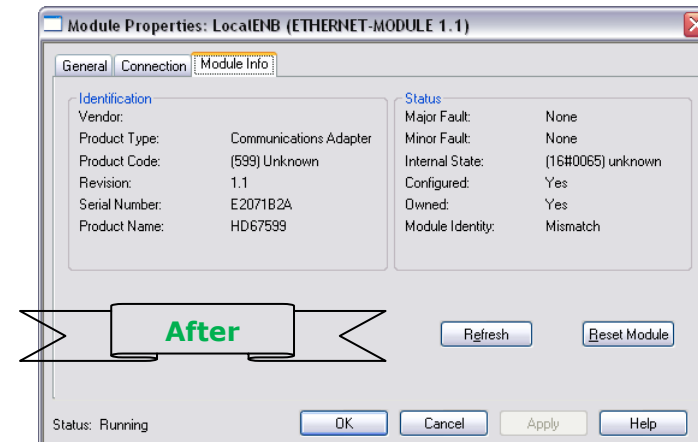 Module Properties: LocalENB (ETHERNET-MODULE 1.1)
General Connection Module Info
Identification
Vendor:
Product Type: Communications Adapter
Product Code: (599) Unknown
Revision: 1.1
Serial Number: E2071B2A
Product Name: HD67599
Status
Major Fault: None
Minor Fault: None
Internal State: (16#0065) unknown
Configured: Yes
Owned: Yes
Module Identity: Mismatch
After
Refresh Reset Module
Status: Running OK Cancel Apply Help